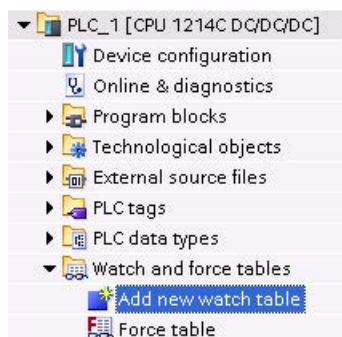 PLC_1 [CPU 1214C DC/DC/DC]
Device configuration
Online & diagnostics
Program blocks
Technological objects
External source files
PLC tags
PLC data types
Watch and force tables
Add new watch table
Force table